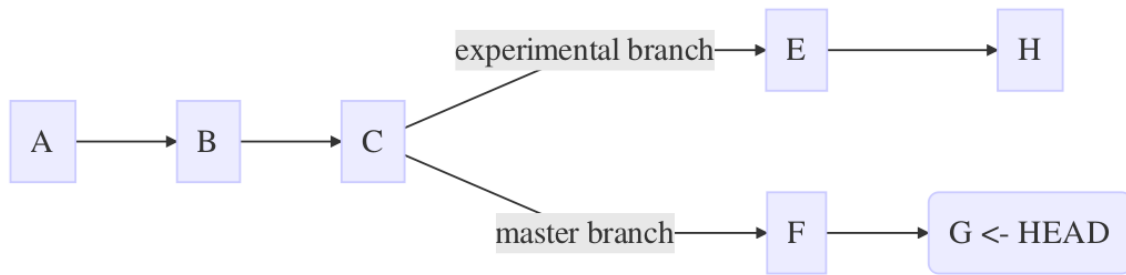 experimental branch
E
H
A
B
C
master branch
F
G <- HEAD